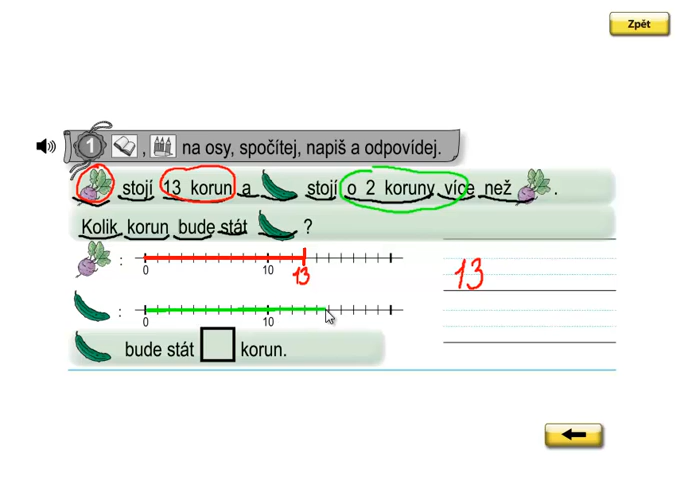 Zpět
1 , na osy, spočítej, napiš a odpovídej.
stojí 13 korun a stojí o 2 koruny více než .
Kolik korun bude stát ?
: 0 10 13
13
: 0 10
bude stát korun.